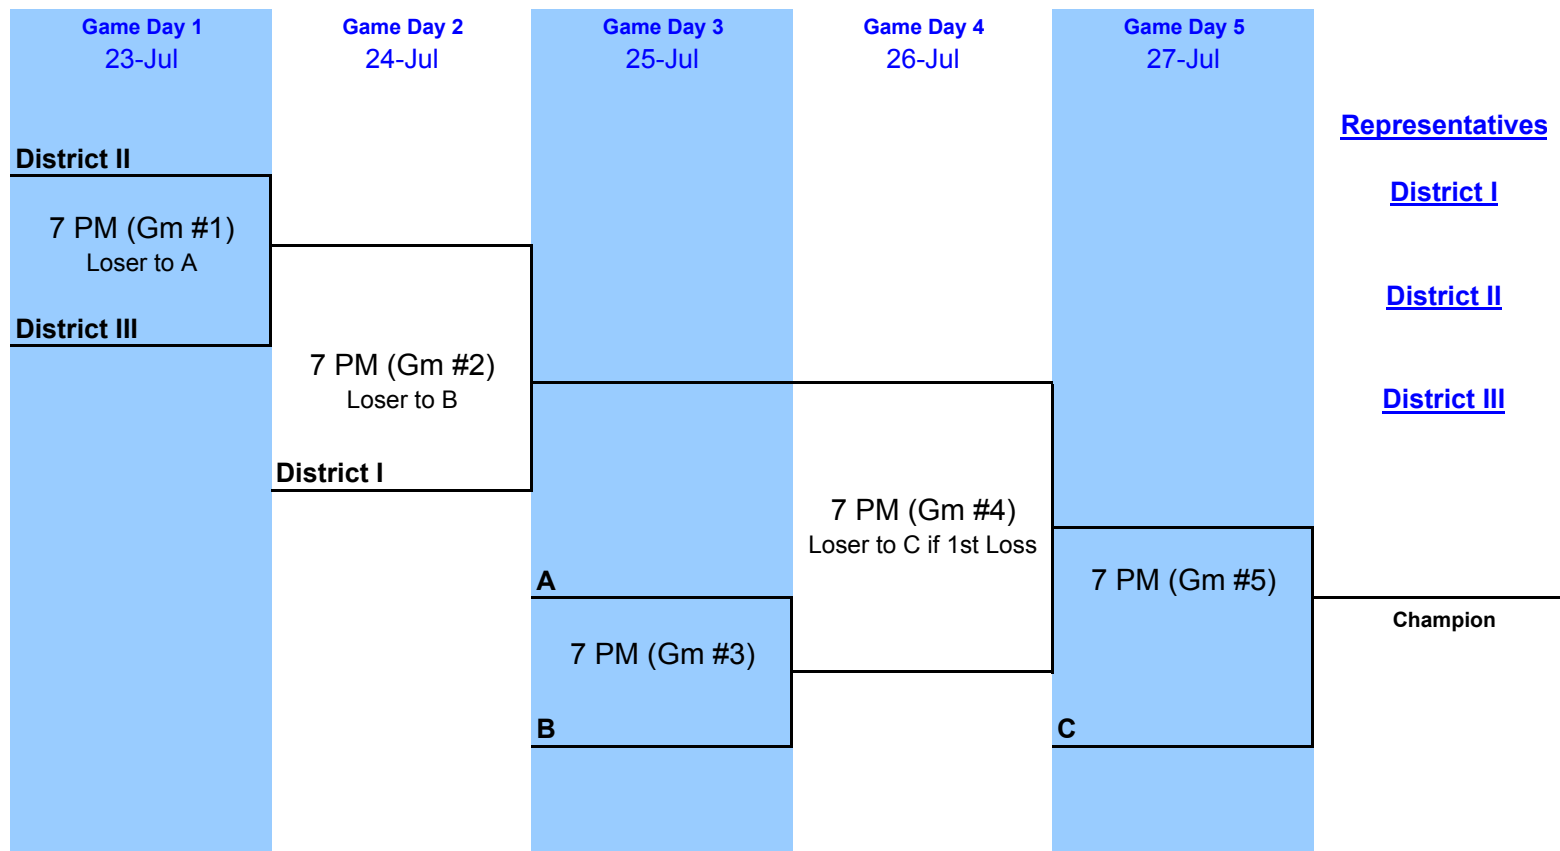 Game Day 1
23-Jul
Game Day 2
24-Jul
Game Day 3
25-Jul
Game Day 4
26-Jul
Game Day 5
27-Jul
Representatives
District II
District I
7 PM (Gm #1)
Loser to A
District II
District III
7 PM (Gm #2)
Loser to B
District III
District I
7 PM (Gm #4)
Loser to C if 1st Loss
A
7 PM (Gm #5)
Champion
7 PM (Gm #3)
B
C